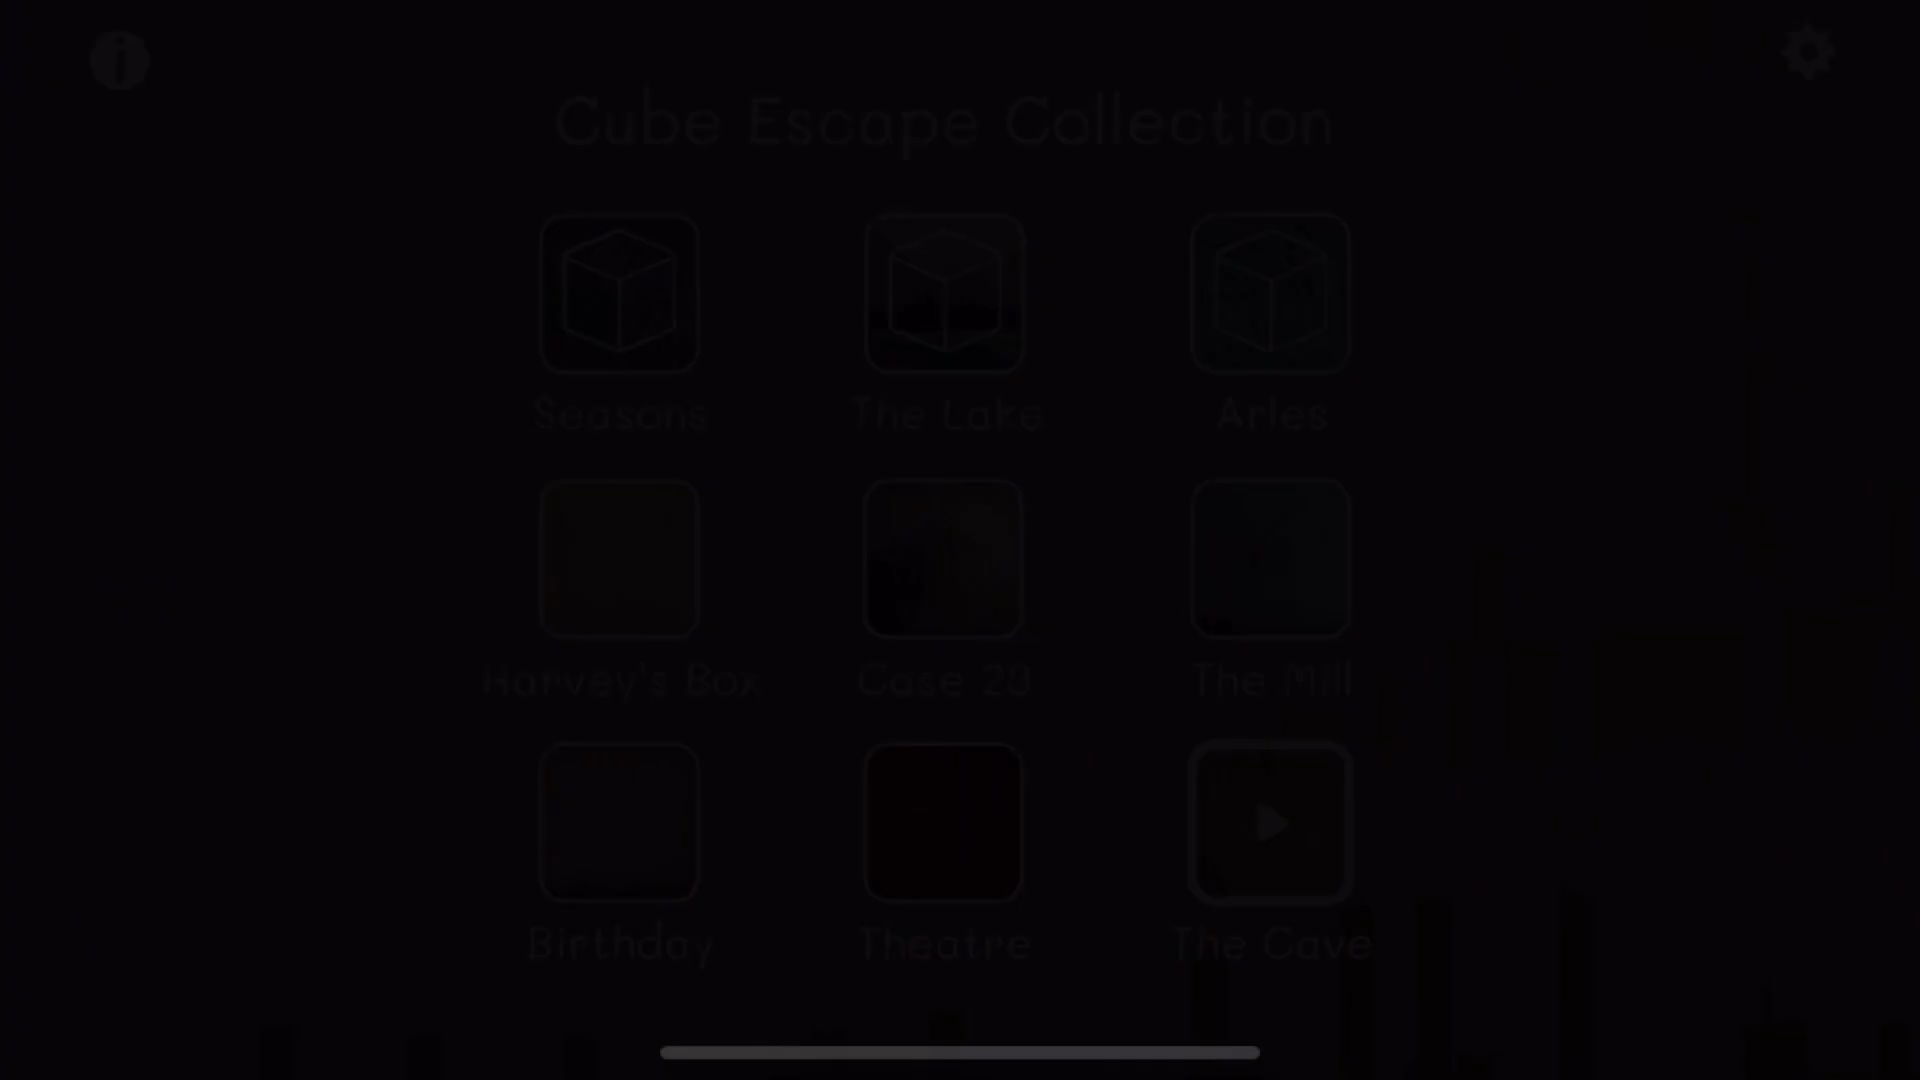 Cube Escape Collection
Seasons
The Lake
Arles
Harvey's Box
Case 23
The Mill
Birthday
Theatre
The Cave